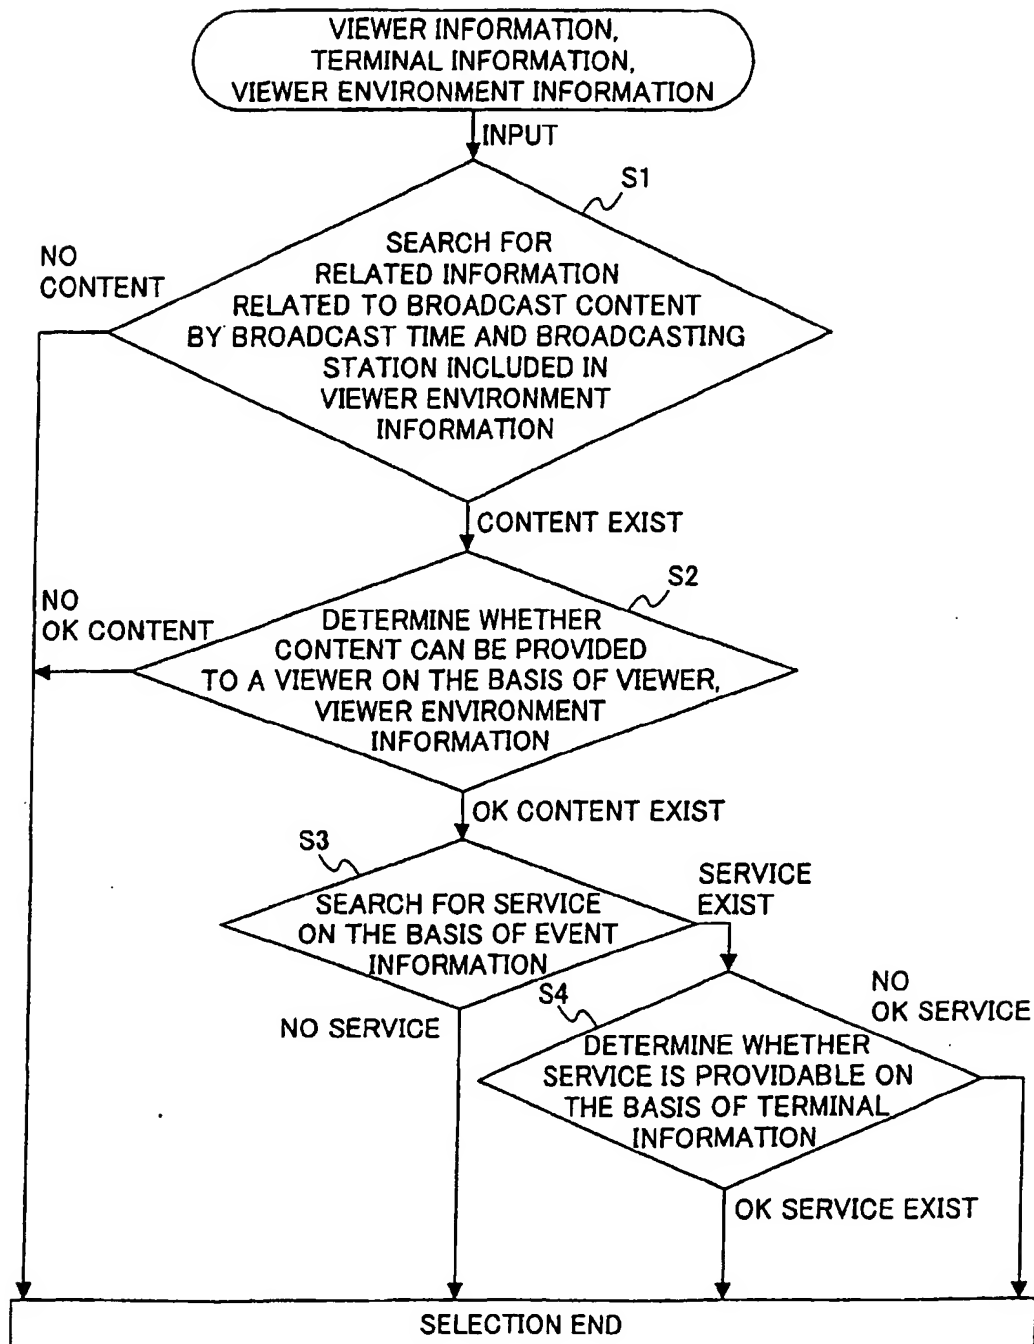 VIEWER INFORMATION,
TERMINAL INFORMATION,
VIEWER ENVIRONMENT INFORMATION
INPUT
S1
NO
CONTENT
SEARCH FOR
RELATED INFORMATION
RELATED TO BROADCAST CONTENT
BY BROADCAST TIME AND BROADCASTING
STATION INCLUDED IN
VIEWER ENVIRONMENT
INFORMATION
CONTENT EXIST
S2
NO
OK CONTENT
DETERMINE WHETHER
CONTENT CAN BE PROVIDED
TO A VIEWER ON THE BASIS OF VIEWER,
VIEWER ENVIRONMENT
INFORMATION
OK CONTENT EXIST
S3
SERVICE
EXIST
SEARCH FOR SERVICE
ON THE BASIS OF EVENT
INFORMATION
NO SERVICE
S4
NO
OK SERVICE
DETERMINE WHETHER
SERVICE IS PROVIDABLE ON
THE BASIS OF TERMINAL
INFORMATION
OK SERVICE EXIST
SELECTION END